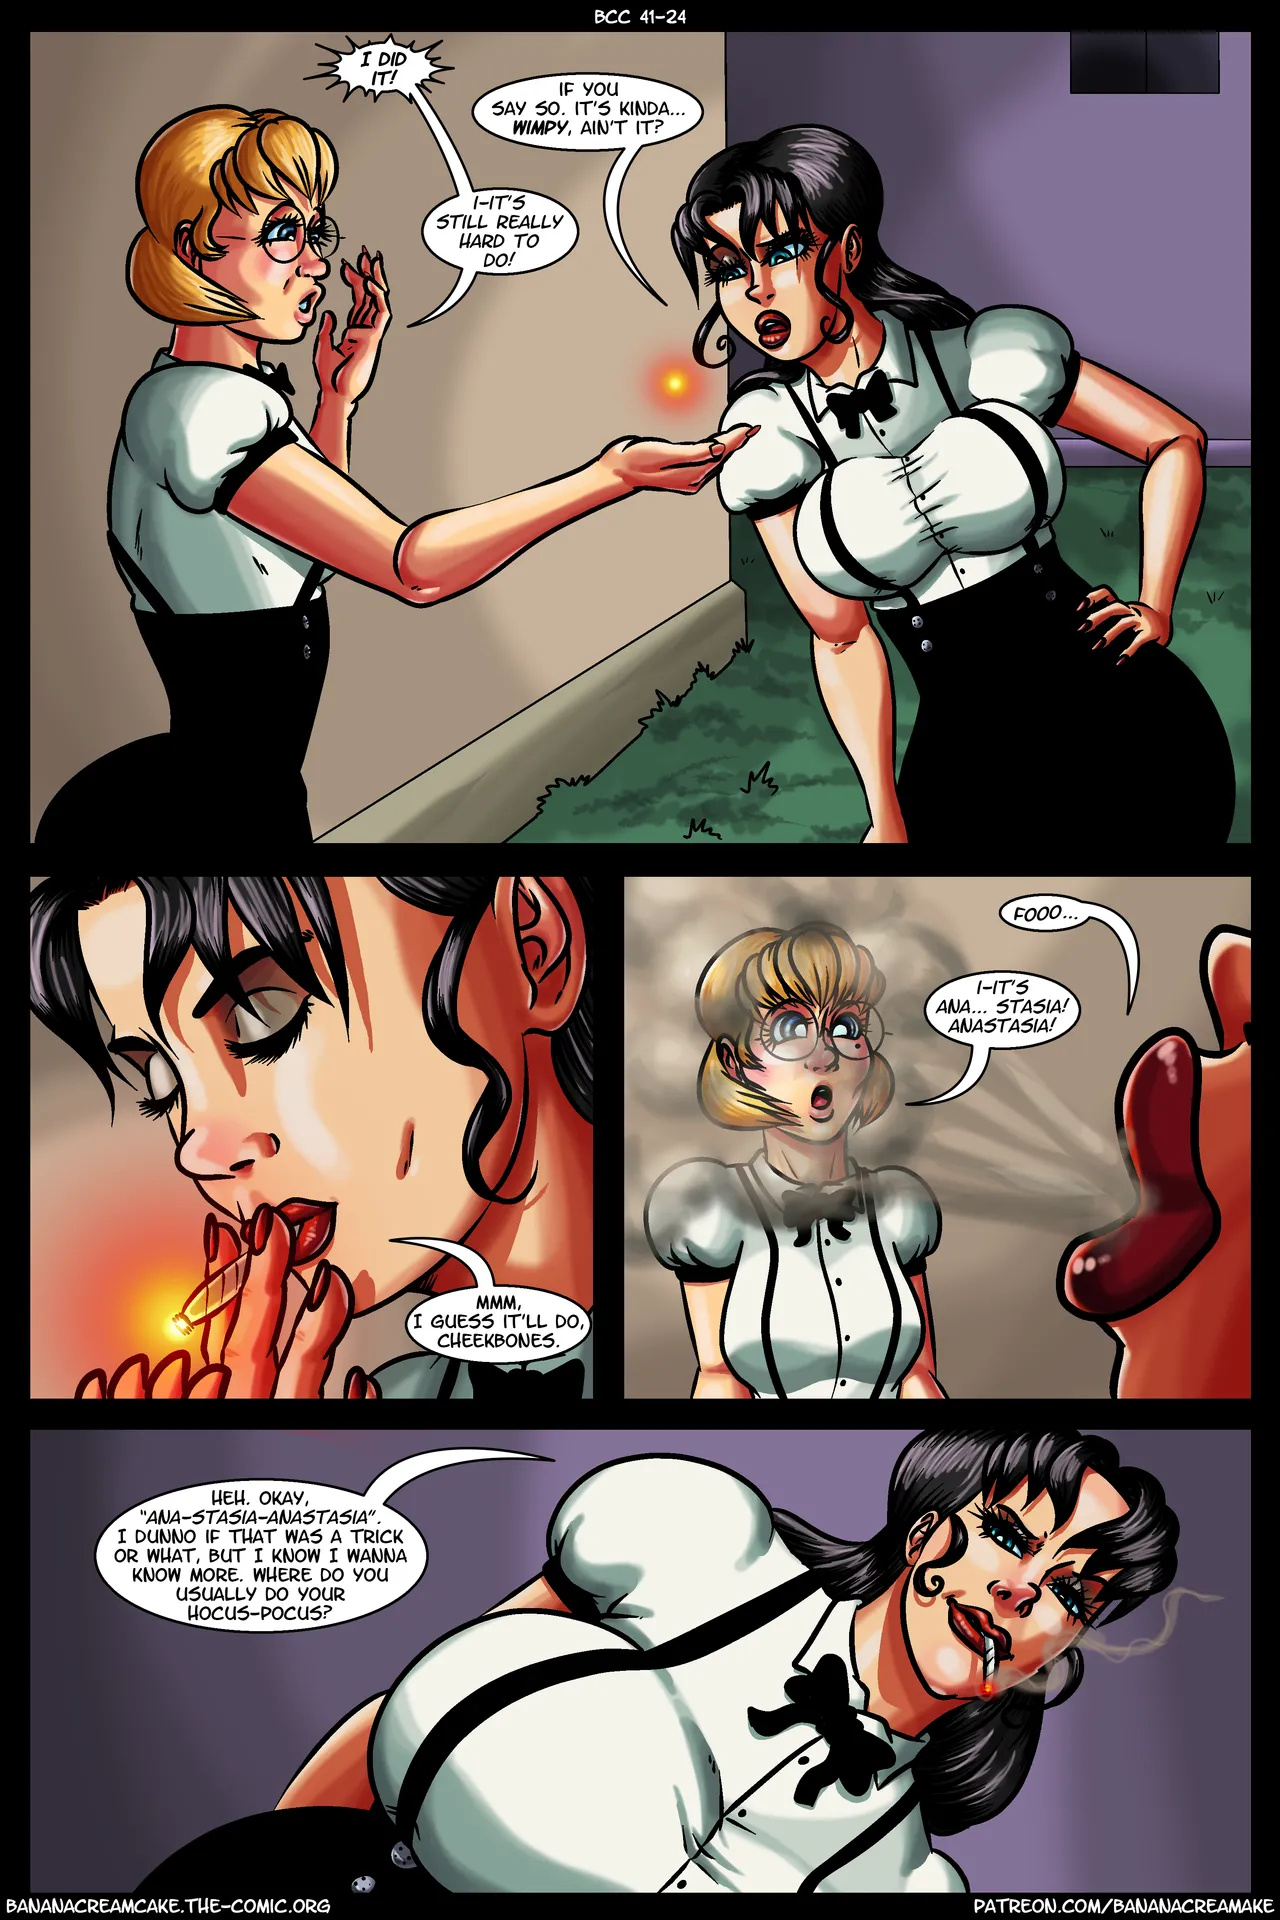 BCC 41-24
I DID
IT!
I-IT'S
STILL REALLY
HARD TO
DO!
IF YOU
SAY SO. IT'S KINDA...
WIMPY, AIN'T IT?
MMM,
I GUESS IT'LL DO,
CHEEKBONES.
FOOO...
I-IT'S
ANA... STASIA!
ANASTASIA!
HEH. OKAY,
"ANA-STASIA-ANASTASIA".
I DUNNO IF THAT WAS A TRICK
OR WHAT, BUT I KNOW I WANNA
KNOW MORE. WHERE DO YOU
USUALLY DO YOUR
HOCUS-POCUS?
BANANACREAMCAKE.THE-COMIC.ORG
PATREON.COM/BANANACREAMAKE